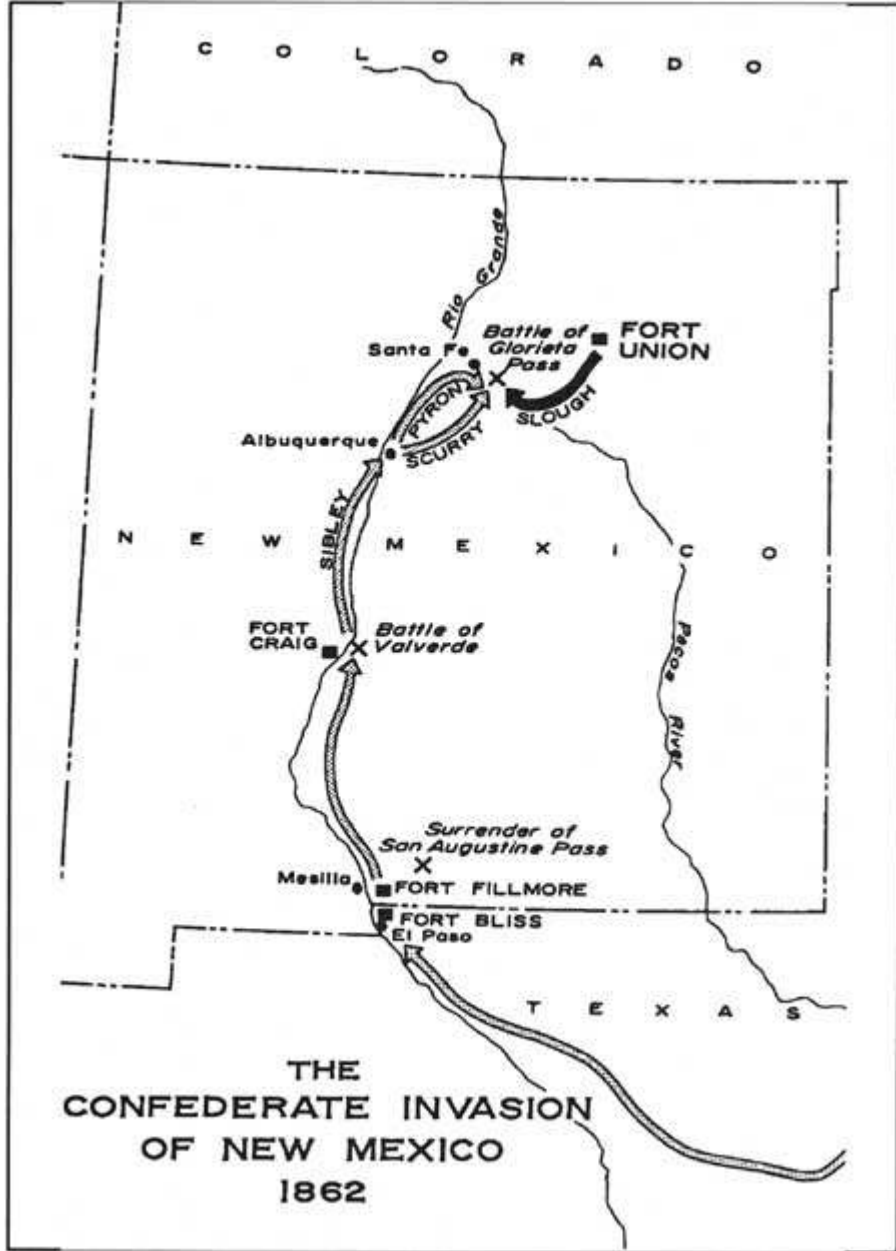 COLORADO
Rio Grande
Battle of
Glorieta
Pass
FORT
UNION
Santa Fe
PYRON
SCURRY
SLOUGH
Albuquerque
SIBLEY
NEW MEXICO
FORT
CRAIG
Battle of
Valverde
Pecos River
Surrender of
San Augustine Pass
Mesilla
FORT FILLMORE
FORT BLISS
El Paso
TEXAS
THE
CONFEDERATE INVASION
OF NEW MEXICO
1862